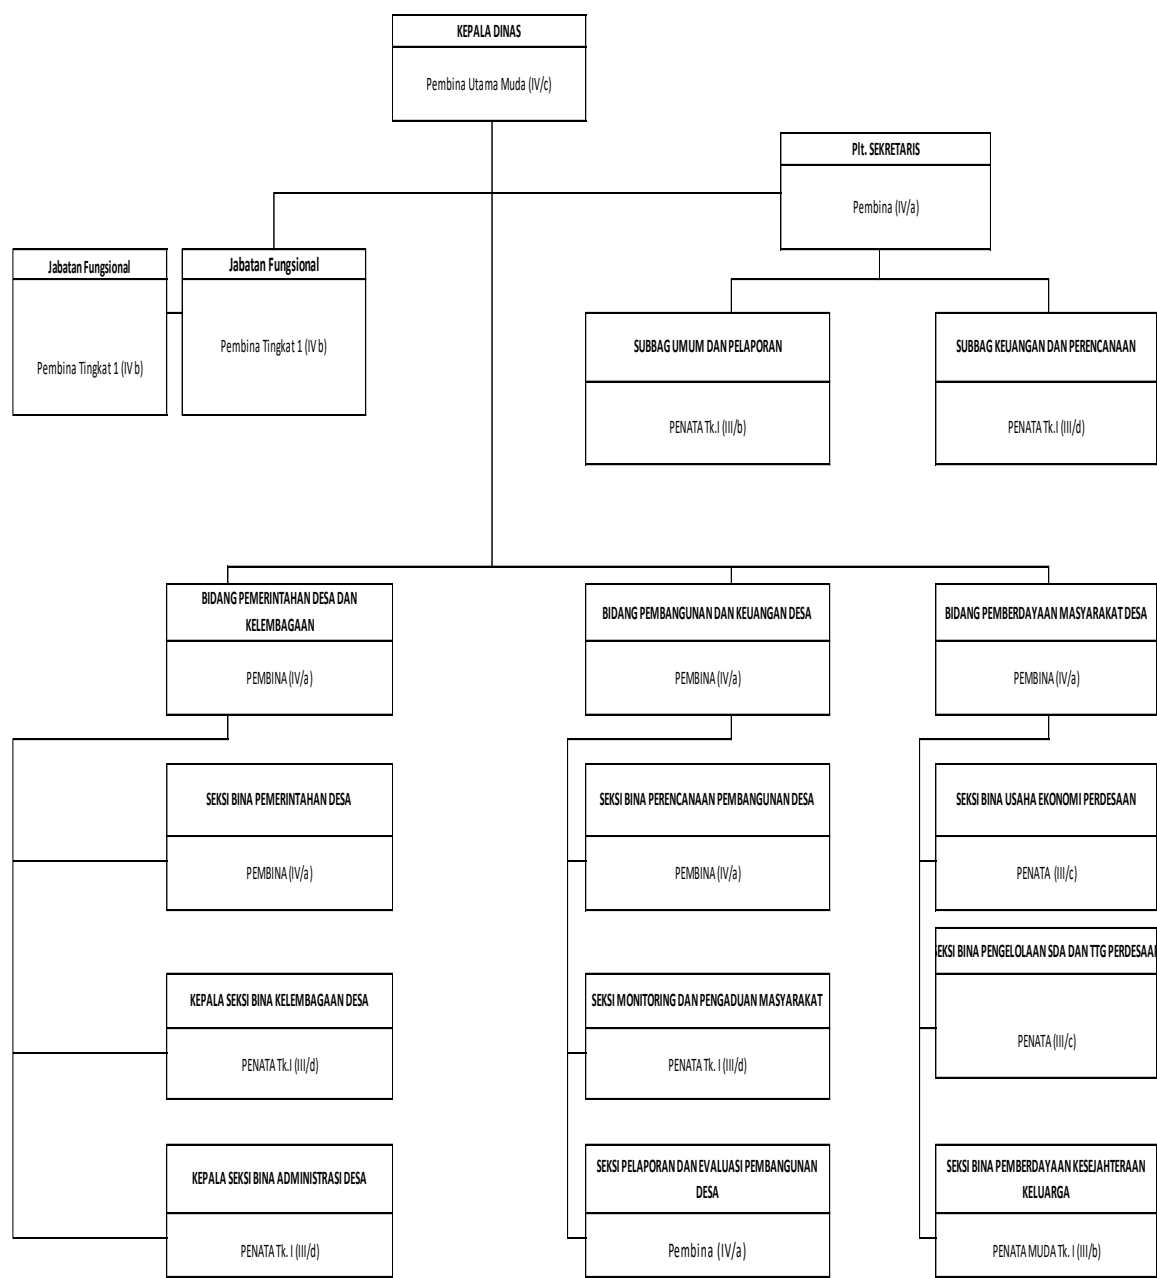 KEPALA DINAS
Pembina Utama Muda (IV/c)
Plt. SEKRETARIS
Pembina (IV/a)
Jabatan Fungsional
Pembina Tingkat 1 (IV b)
Jabatan Fungsional
Pembina Tingkat 1 (IV b)
SUBBAG UMUM DAN PELAPORAN
PENATA Tk.I (III/b)
SUBBAG KEUANGAN DAN PERENCANAAN
PENATA Tk.I (III/d)
BIDANG PEMERINTAHAN DESA DAN
KELEMBAGAAN
PEMBINA (IV/a)
BIDANG PEMBANGUNAN DAN KEUANGAN DESA
PEMBINA (IV/a)
BIDANG PEMBERDAYAAN MASYARAKAT DESA
PEMBINA (IV/a)
SEKSI BINA PEMERINTAHAN DESA
PEMBINA (IV/a)
SEKSI BINA PERENCANAAN PEMBANGUNAN DESA
PEMBINA (IV/a)
SEKSI BINA USAHA EKONOMI PERDESAAN
PENATA (III/c)
KEPALA SEKSI BINA KELEMBAGAAN DESA
PENATA Tk.I (III/d)
SEKSI MONITORING DAN PENGADUAN MASYARAKAT
PENATA Tk. I (III/d)
SEKSI BINA PENGELOLAAN SDA DAN TTG PERDESAAN
PENATA (III/c)
KEPALA SEKSI BINA ADMINISTRASI DESA
PENATA Tk. I (III/d)
SEKSI PELAPORAN DAN EVALUASI PEMBANGUNAN
DESA
Pembina (IV/a)
SEKSI BINA PEMBERDAYAAN KESEJAHTERAAN
KELUARGA
PENATA MUDA Tk. I (III/b)